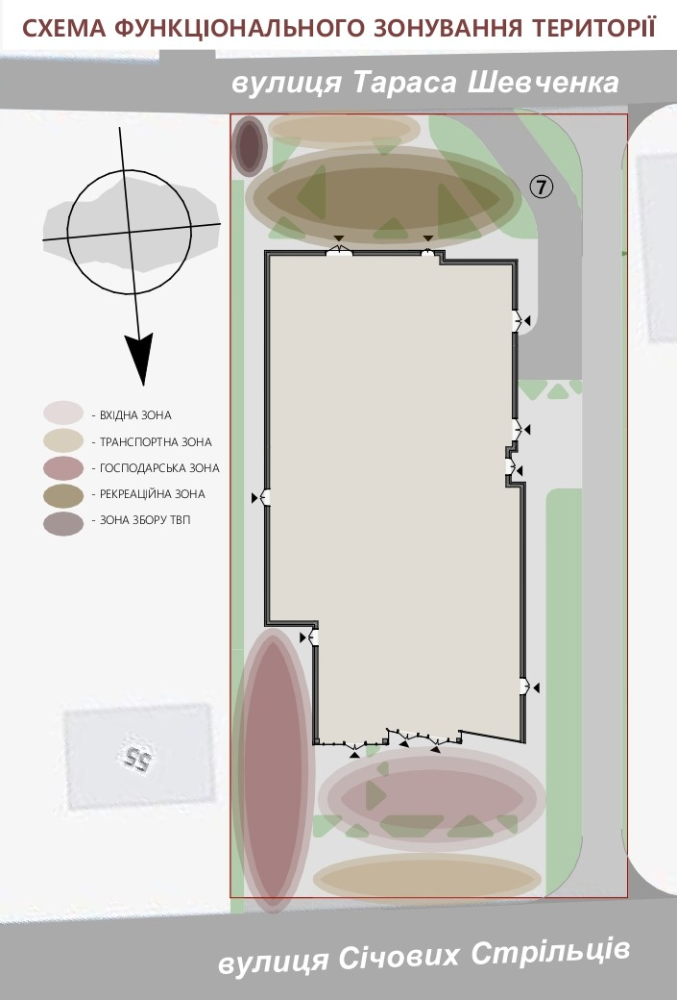 СХЕМА ФУНКЦІОНАЛЬНОГО ЗОНУВАННЯ ТЕРИТОРІЇ
вулиця Тараса Шевченка
7
- ВХІДНА ЗОНА
- ТРАНСПОРТНА ЗОНА
- ГОСПОДАРСЬКА ЗОНА
- РЕКРЕАЦІЙНА ЗОНА
- ЗОНА ЗБОРУ ТВП
55
вулиця Січових Стрільців